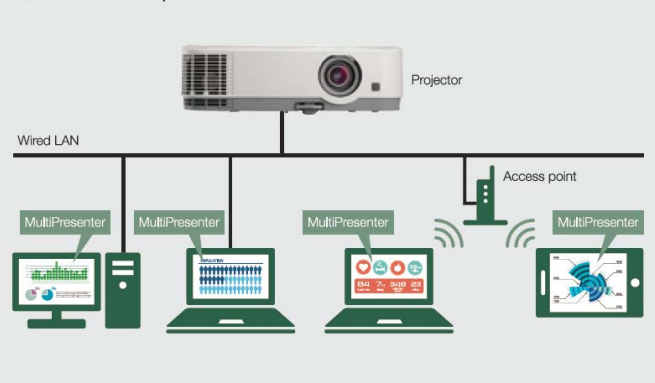 Projector
Wired LAN
Access point
MultiPresenter
MultiPresenter
MultiPresenter
MultiPresenter